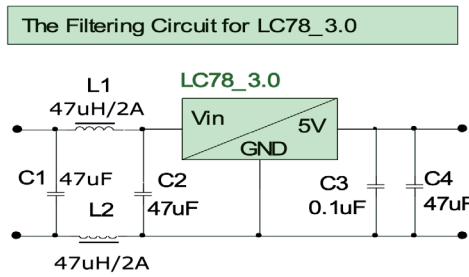 The Filtering Circuit for LC78_3.0
L1
47uH/2A
LC78_3.0
Vin
5V
GND
C1
47uF
C2
47uF
L2
47uH/2A
C3
0.1uF
C4
47uF